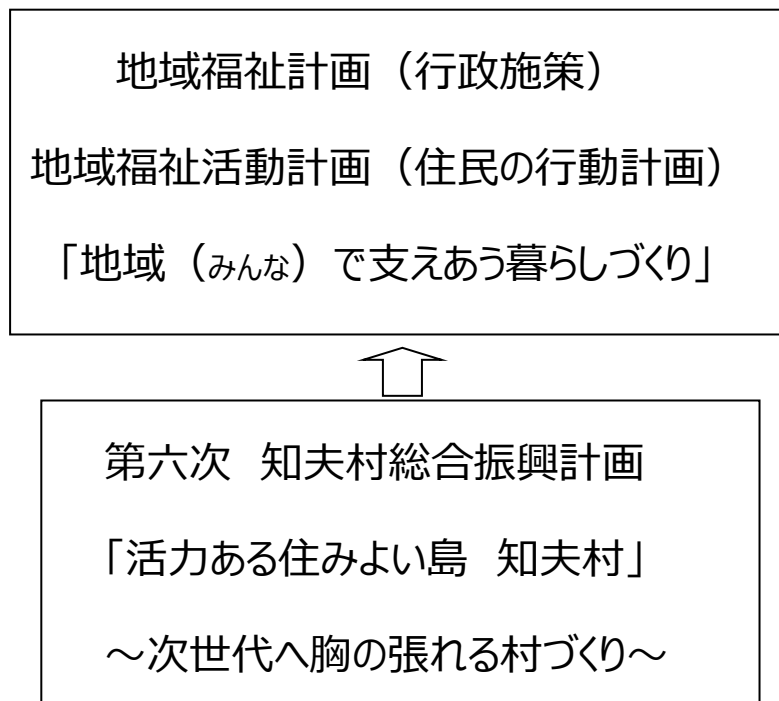 地域福祉計画（行政施策）
地域福祉活動計画（住民の行動計画）
「地域（みんな）で支えあう暮らしづくり」
第六次　知夫村総合振興計画
「活力ある住みよい島　知夫村」
～次世代へ胸の張れる村づくり～